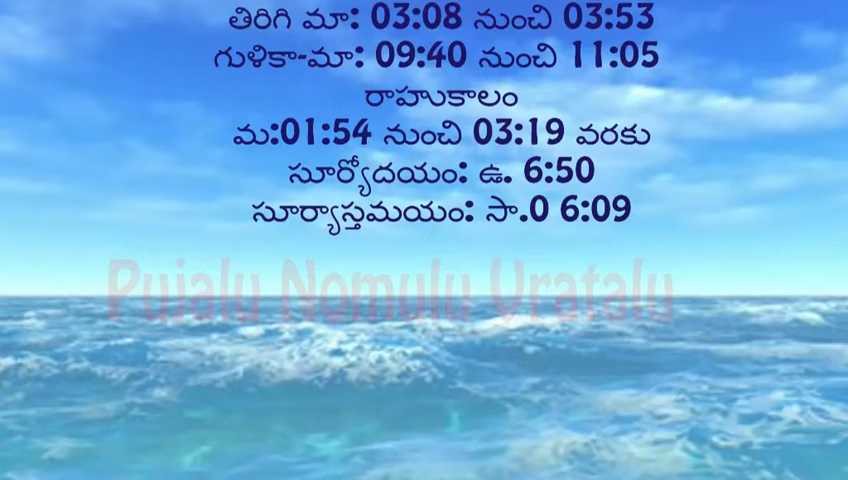 తిరిగి మా: 03:08 నుంచి 03:53
గుళికా-మా: 09:40 నుంచి 11:05
రాహుకాలం
మ:01:54 నుంచి 03:19 వరకు
సూర్యోదయం: ఉ. 6:50
సూర్యాస్తమయం: సా.0 6:09
Pujalu Nomulu Vratalu